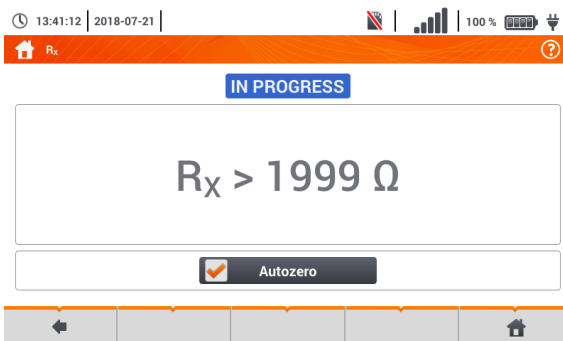 13:41:12 2018-07-21 100 %
Rx ?
IN PROGRESS
Rx > 1999 Ω
Autozero